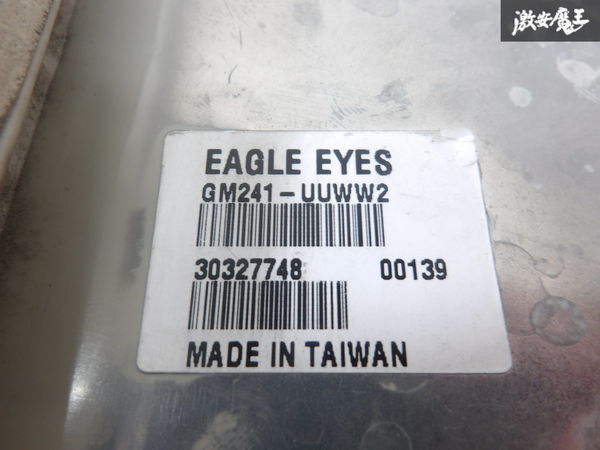 激安魔王
EAGLE EYES
GM241-UUWW2
30327748 00139
MADE IN TAIWAN